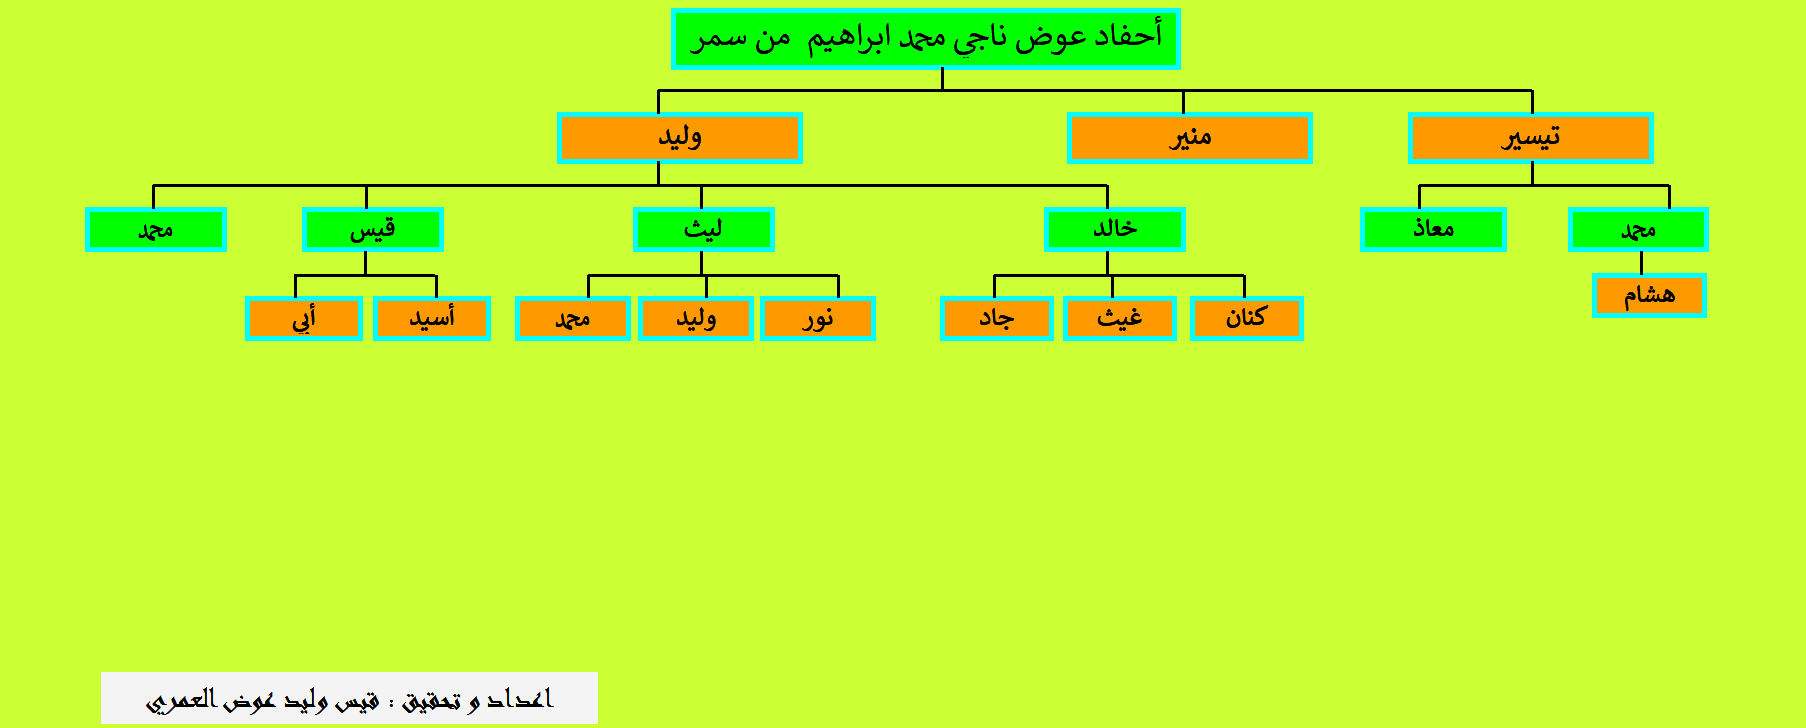 أحفاد عوض ناجي محمد ابراهيم من سمر
تيسير
منير
وليد
محمد
معاذ
خالد
ليث
قيس
محمد
هشام
كنان
غيث
جاد
نور
وليد
محمد
أسيد
أبي
اعداد و تحقيق : قيس وليد عوض العمري